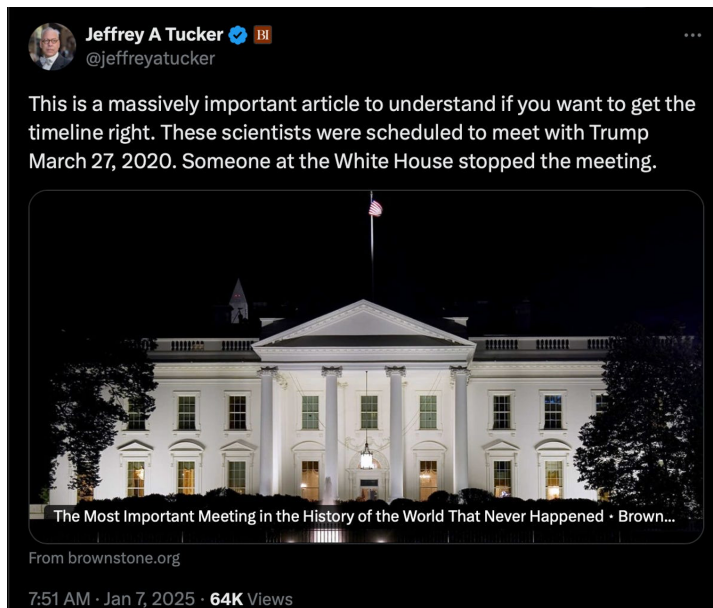 Jeffrey A Tucker BI
@jeffreyatucker
This is a massively important article to understand if you want to get the
timeline right. These scientists were scheduled to meet with Trump
March 27, 2020. Someone at the White House stopped the meeting.
The Most Important Meeting in the History of the World That Never Happened · Brown...
From brownstone.org
7:51 AM · Jan 7, 2025 · 64K Views